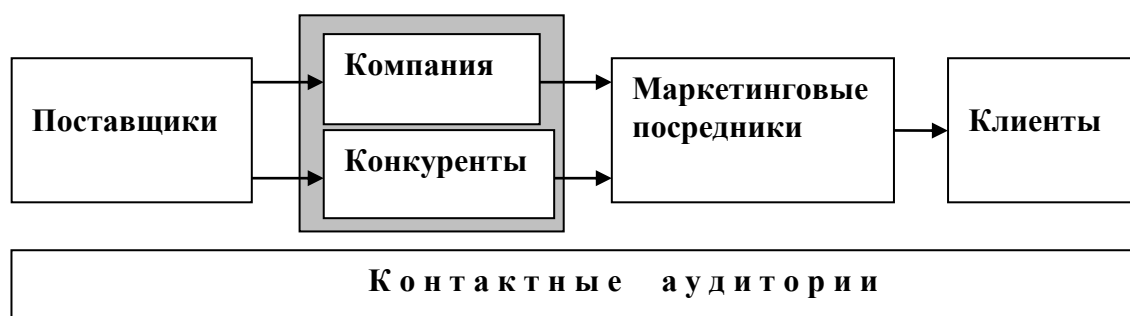 Поставщики
Компания
Конкуренты
Маркетинговые
посредники
Клиенты
Контактные аудитории